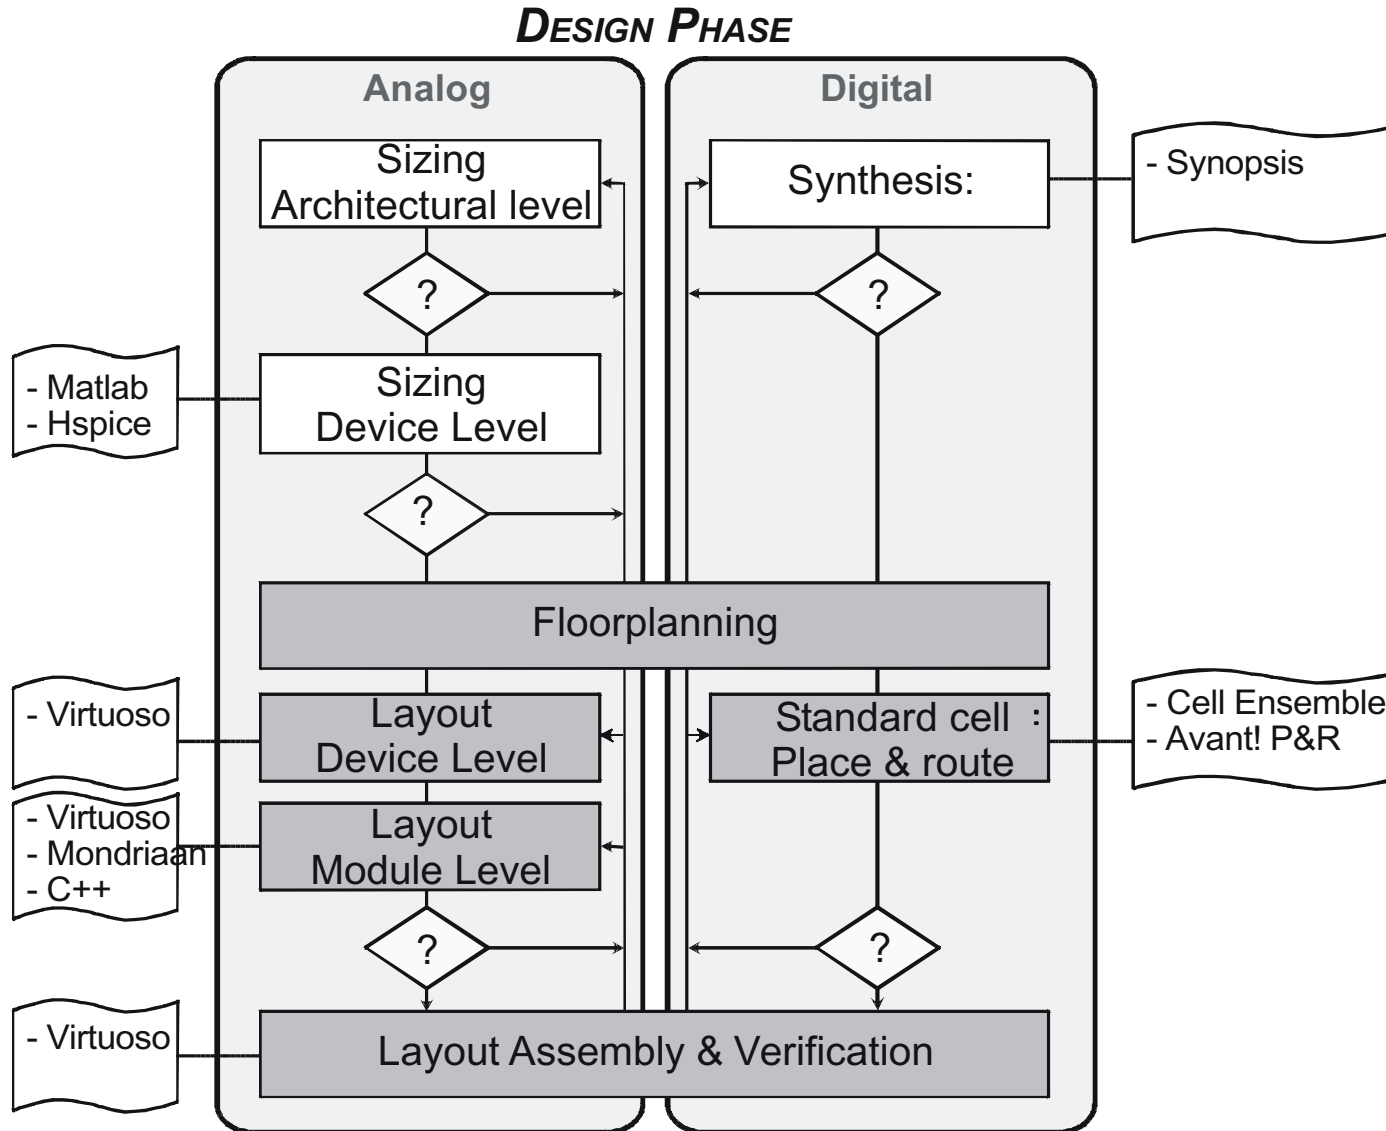 DESIGN PHASE
Analog
Digital
Sizing
Architectural level
Synthesis:
- Synopsis
?
?
- Matlab
- Hspice
Sizing
Device Level
?
Floorplanning
- Virtuoso
Layout
Device Level
Standard cell :
Place & route
- Cell Ensemble
- Avant! P&R
- Virtuoso
- Mondriaan
- C++
Layout
Module Level
?
?
- Virtuoso
Layout Assembly & Verification